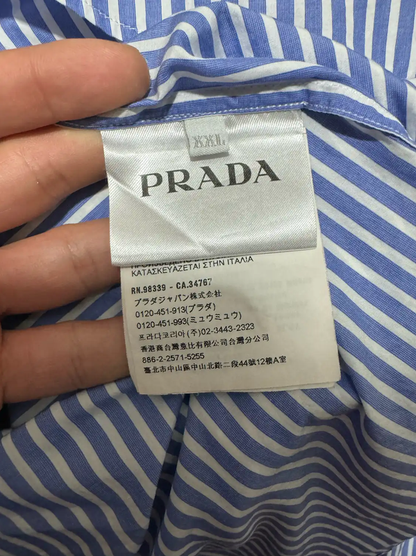 XXL
PRADA
ΚΑΤΑΣΚΕΥΑΖΕΤΑΙ ΣΤΗΝ ΙΤΑΛΙΑ
RN.98339 - CA.34767
プラダジャパン株式会社
0120-451-913(プラダ)
0120-451-993(ミュウミュウ)
프라다코리아(주)02-3443-2323
香港商台灣意比有限公司台灣分公司
886-2-2571-5255
臺北市中山區中山北路二段44號12樓A室